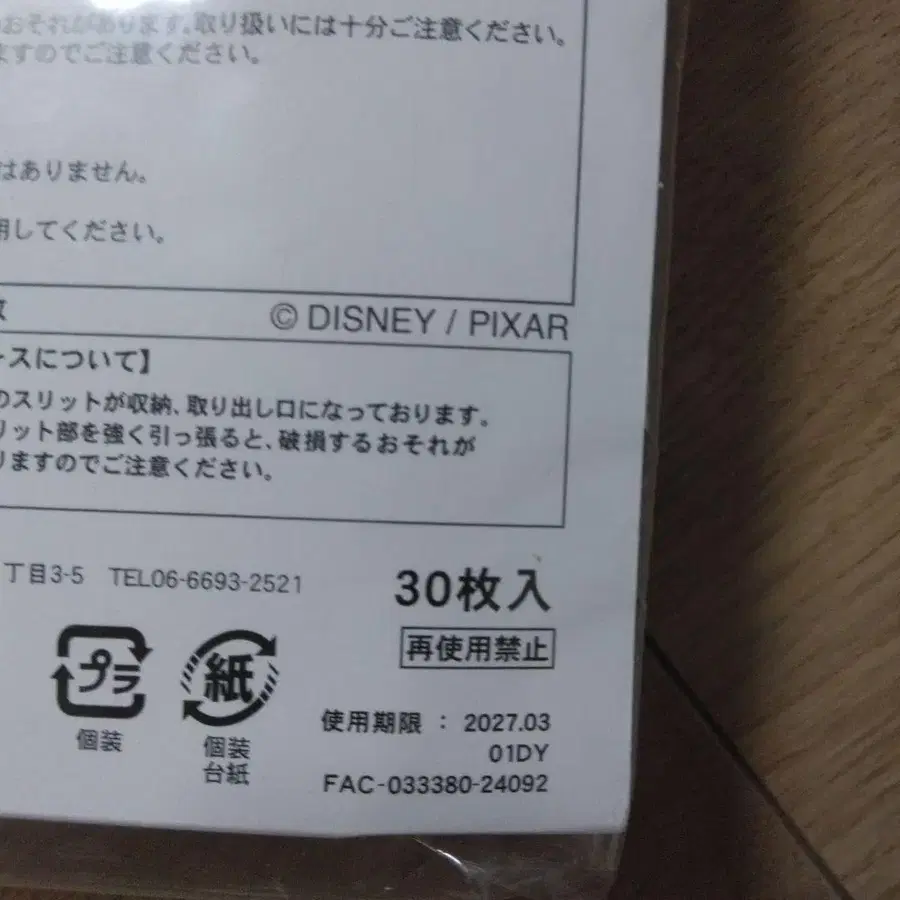 おそれがあります。取り扱いには十分ご注意ください。
ますのでご注意ください。
はありません。
用してください。
© DISNEY / PIXAR
ースについて】
のスリットが収納、取り出し口になっております。
リット部を強く引っ張ると、破損するおそれが
りますのでご注意ください。
丁目3-5 TEL06-6693-2521
30枚入
再使用禁止
プラ
個装
紙
個装
台紙
使用期限 : 2027.03
01DY
FAC-033380-24092